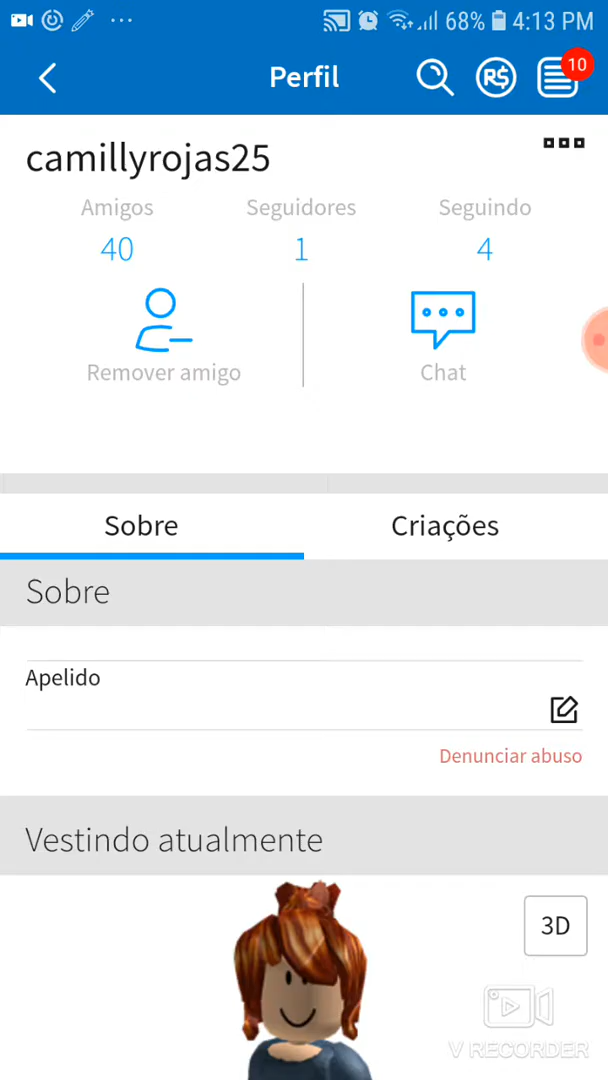 68% 4:13 PM
Perfil
R$
10
camillyrojas25
Amigos Seguidores Seguindo
40 1 4
Remover amigo Chat
Sobre Criações
Sobre
Apelido
Denunciar abuso
Vestindo atualmente
3D
V RECORDER